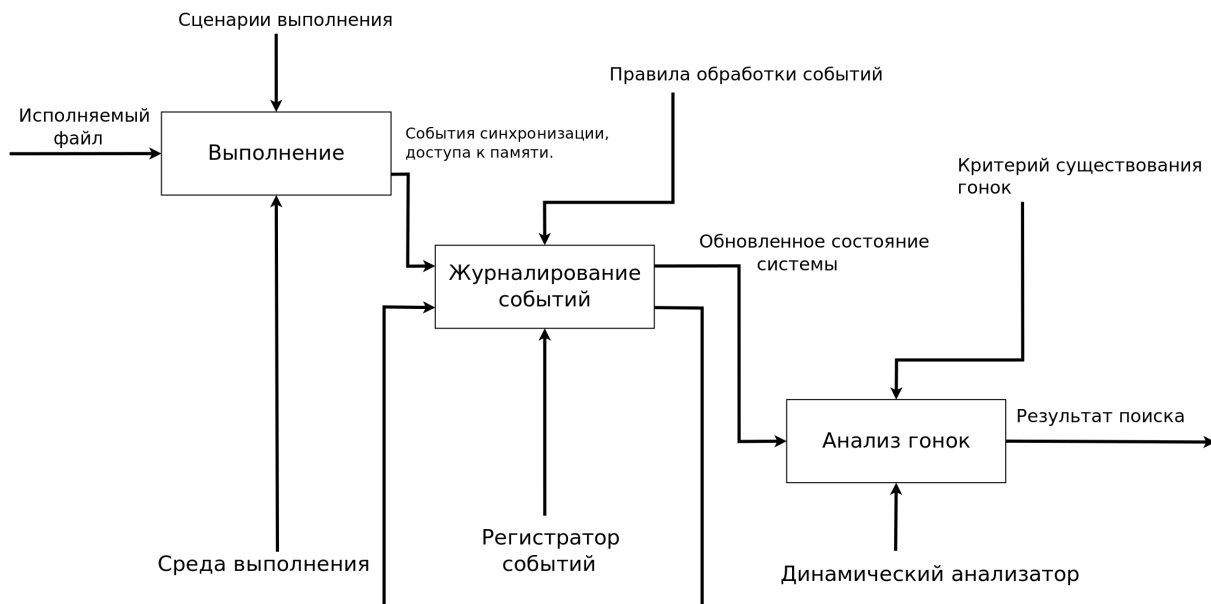 Сценарии выполнения
Правила обработки событий
Исполняемый
файл
Выполнение
События синхронизации,
доступа к памяти.
Критерий существования
гонок
Журналирование
событий
Обновленное состояние
системы
Анализ гонок
Результат поиска
Среда выполнения
Регистратор
событий
Динамический анализатор